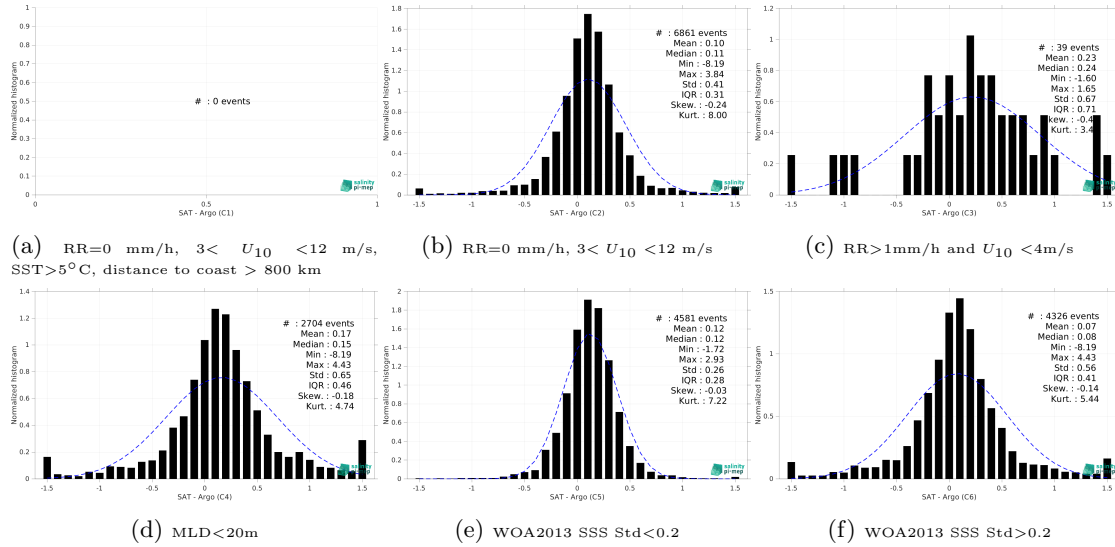 Normalized histogram
1
0.9
0.8
0.7
0.6
0.5
0.4
0.3
0.2
0.1
0
# : 0 events
0 0.5 1
SAT - Argo (C1)
salinity
pi-mep
(a) RR=0 mm/h, 3< U10 <12 m/s,
SST>5°C, distance to coast > 800 km
Normalized histogram
1.8
1.6
1.4
1.2
1
0.8
0.6
0.4
0.2
0
# : 6861 events
Mean : 0.10
Median : 0.11
Min : -8.19
Max : 3.84
Std : 0.41
IQR : 0.31
Skew. : -0.24
Kurt. : 8.00
-1.5 -1 -0.5 0 0.5 1 1.5
SAT - Argo (C2)
salinity
pi-mep
(b) RR=0 mm/h, 3< U10 <12 m/s
Normalized histogram
1.2
1
0.8
0.6
0.4
0.2
0
# : 39 events
Mean : 0.23
Median : 0.24
Min : -1.60
Max : 1.65
Std : 0.67
IQR : 0.71
kew. : -0.4
Kurt. : 3.4
-1.5 -1 -0.5 0 0.5 1 1.5
SAT - Argo (C3)
salinity
pi-mep
(c) RR>1mm/h and U10 <4m/s
Normalized histogram
1.4
1.2
1
0.8
0.6
0.4
0.2
0
# : 2704 events
Mean : 0.17
Median : 0.15
Min : -8.19
Max : 4.43
Std : 0.65
IQR : 0.46
Skew. : -0.18
Kurt. : 4.74
-1.5 -1 -0.5 0 0.5 1 1.5
SAT - Argo (C4)
salinity
pi-mep
(d) MLD<20m
Normalized histogram
2
1.8
1.6
1.4
1.2
1
0.8
0.6
0.4
0.2
0
# : 4581 events
Mean : 0.12
Median : 0.12
Min : -1.72
Max : 2.93
Std : 0.26
IQR : 0.28
Skew. : -0.03
Kurt. : 7.22
-1.5 -1 -0.5 0 0.5 1 1.5
SAT - Argo (C5)
salinity
pi-mep
(e) WOA2013 SSS Std<0.2
Normalized histogram
1.5
1
0.5
0
# : 4326 events
Mean : 0.07
Median : 0.08
Min : -8.19
Max : 4.43
Std : 0.56
IQR : 0.41
Skew. : -0.14
Kurt. : 5.44
-1.5 -1 -0.5 0 0.5 1 1.5
SAT - Argo (C6)
salinity
pi-mep
(f) WOA2013 SSS Std>0.2